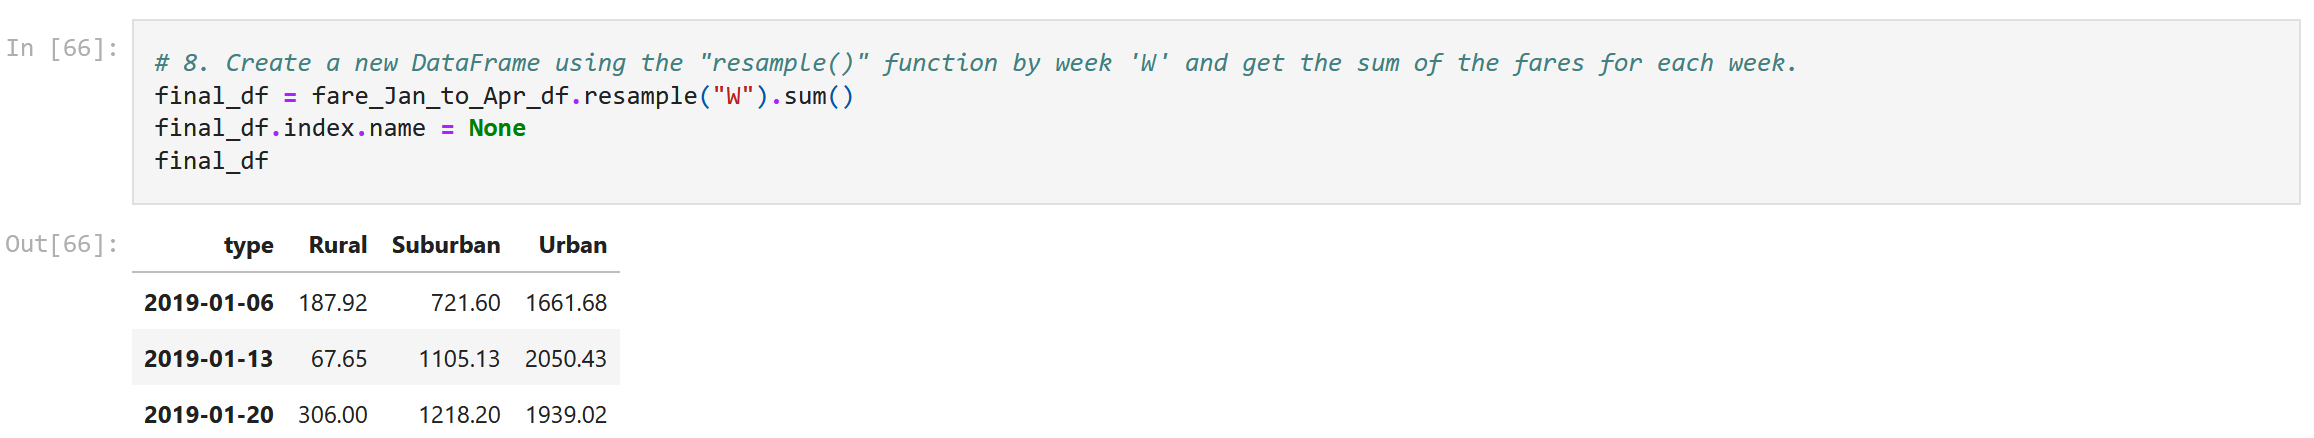 In [66]:
# 8. Create a new DataFrame using the "resample()" function by week 'W' and get the sum of the fares for each week.
final_df = fare_Jan_to_Apr_df.resample("W").sum()
final_df.index.name = None
final_df
Out[66]:
type Rural Suburban Urban
2019-01-06 187.92 721.60 1661.68
2019-01-13 67.65 1105.13 2050.43
2019-01-20 306.00 1218.20 1939.02